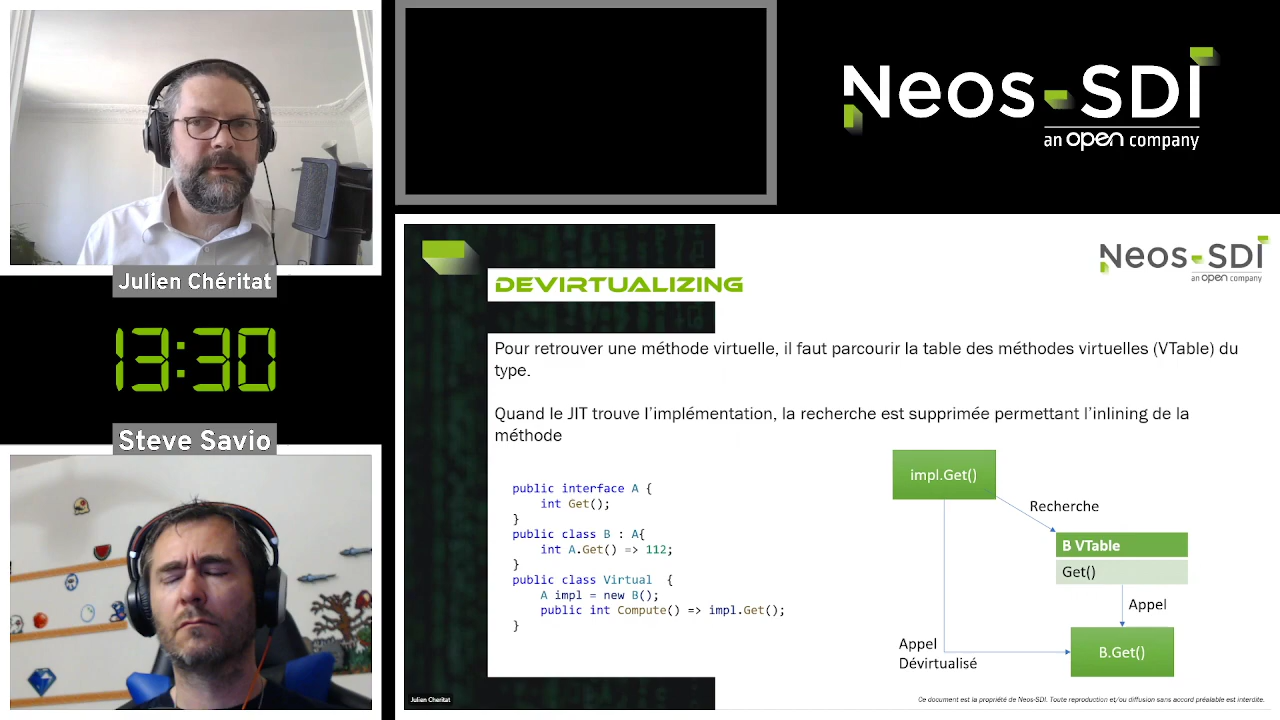 Julien Chéritat
13:30
Steve Savio
Neos-SDI
an open company
Neos-SDI
an open company
DEVIRTUALIZING
Pour retrouver une méthode virtuelle, il faut parcourir la table des méthodes virtuelles (VTable) du
type.
Quand le JIT trouve l’implémentation, la recherche est supprimée permettant l’inlining de la
méthode
public interface A {
int Get();
}
public class B : A{
int A.Get() => 112;
}
public class Virtual {
A impl = new B();
public int Compute() => impl.Get();
}
impl.Get()
Recherche
B VTable
Get()
Appel
B.Get()
Appel
Dévirtualisé
Julien Cheritat
Ce document est la propriété de Neos-SDI. Toute reproduction et/ou diffusion sans accord préalable est interdite.